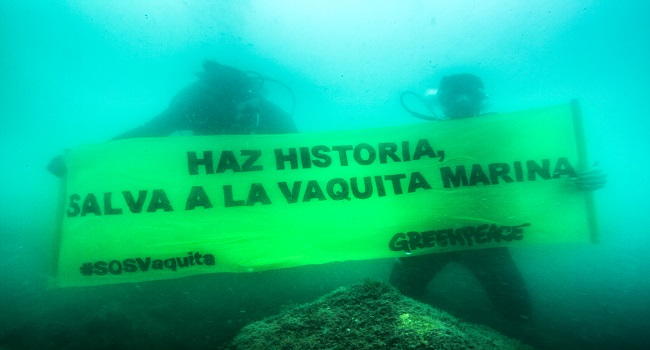 HAZ HISTORIA,
SALVA A LA VAQUITA MARINA
#SOSVaquita
GREENPEACE